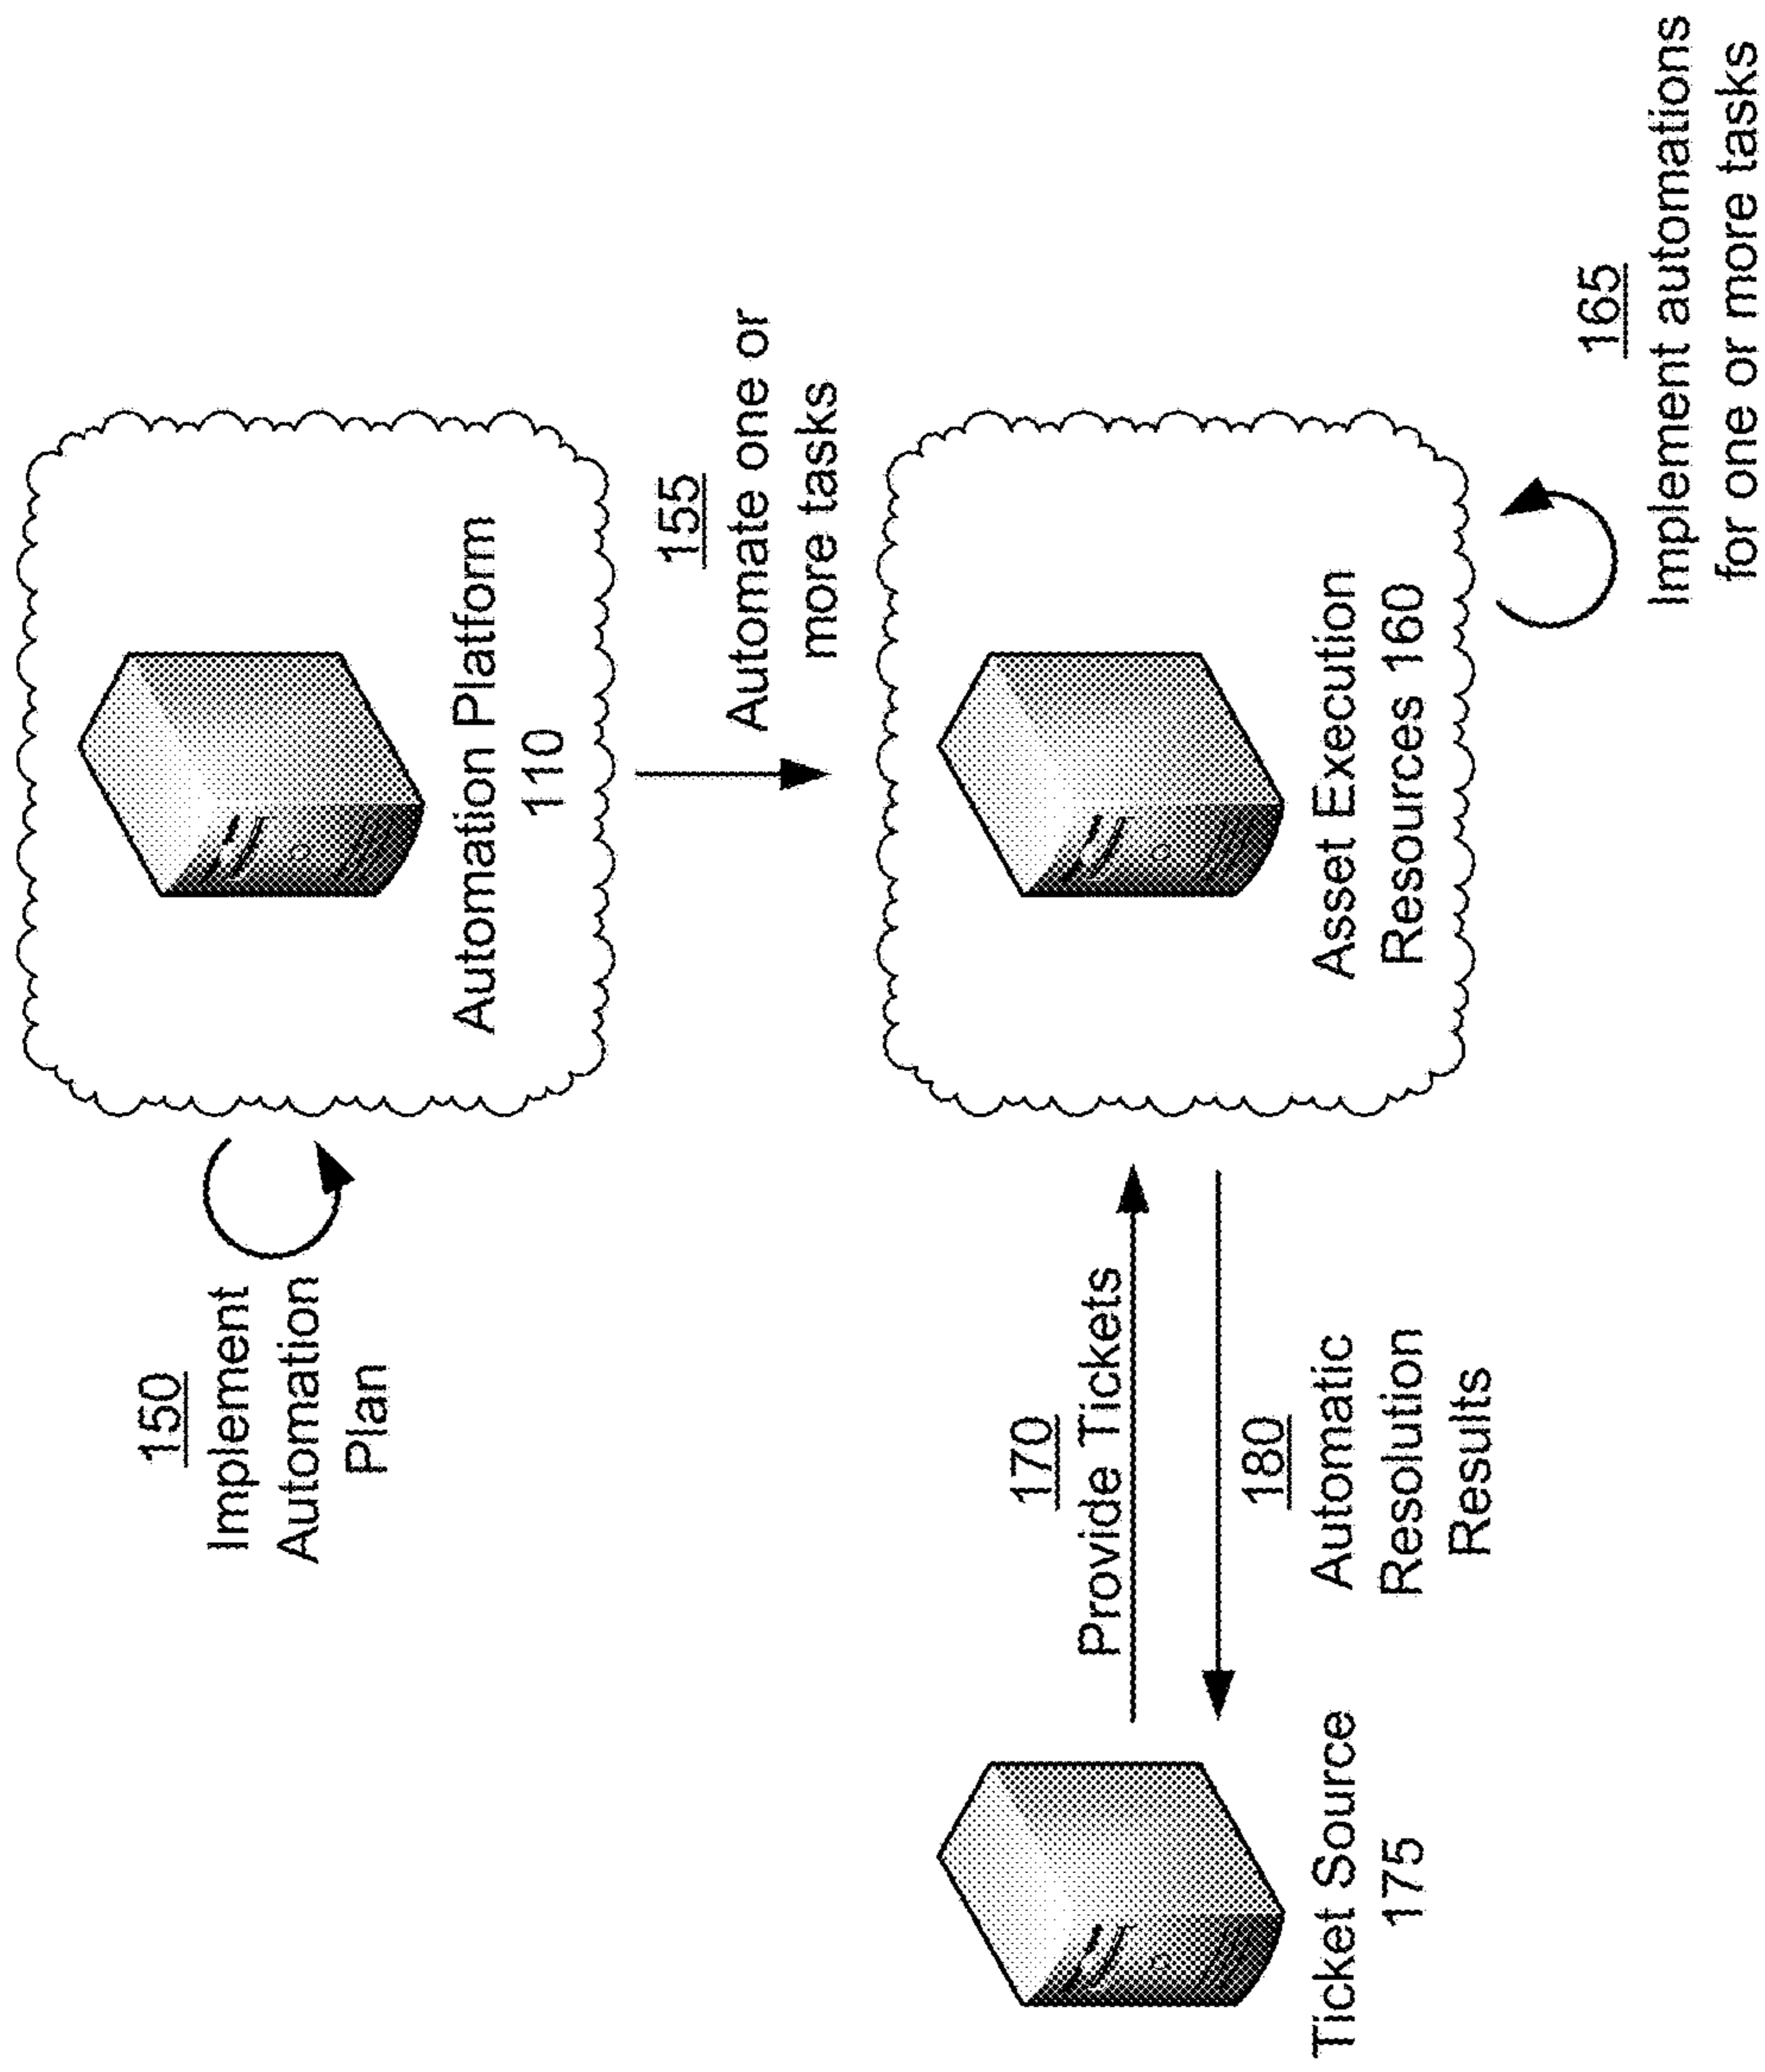 150
Implement
Automation
Plan
Automation Platform
110
155
Automate one or
more tasks
170
Provide Tickets
180
Automatic
Resolution
Results
Ticket Source
175
Asset Execution
Resources 160
165
Implement automations
for one or more tasks